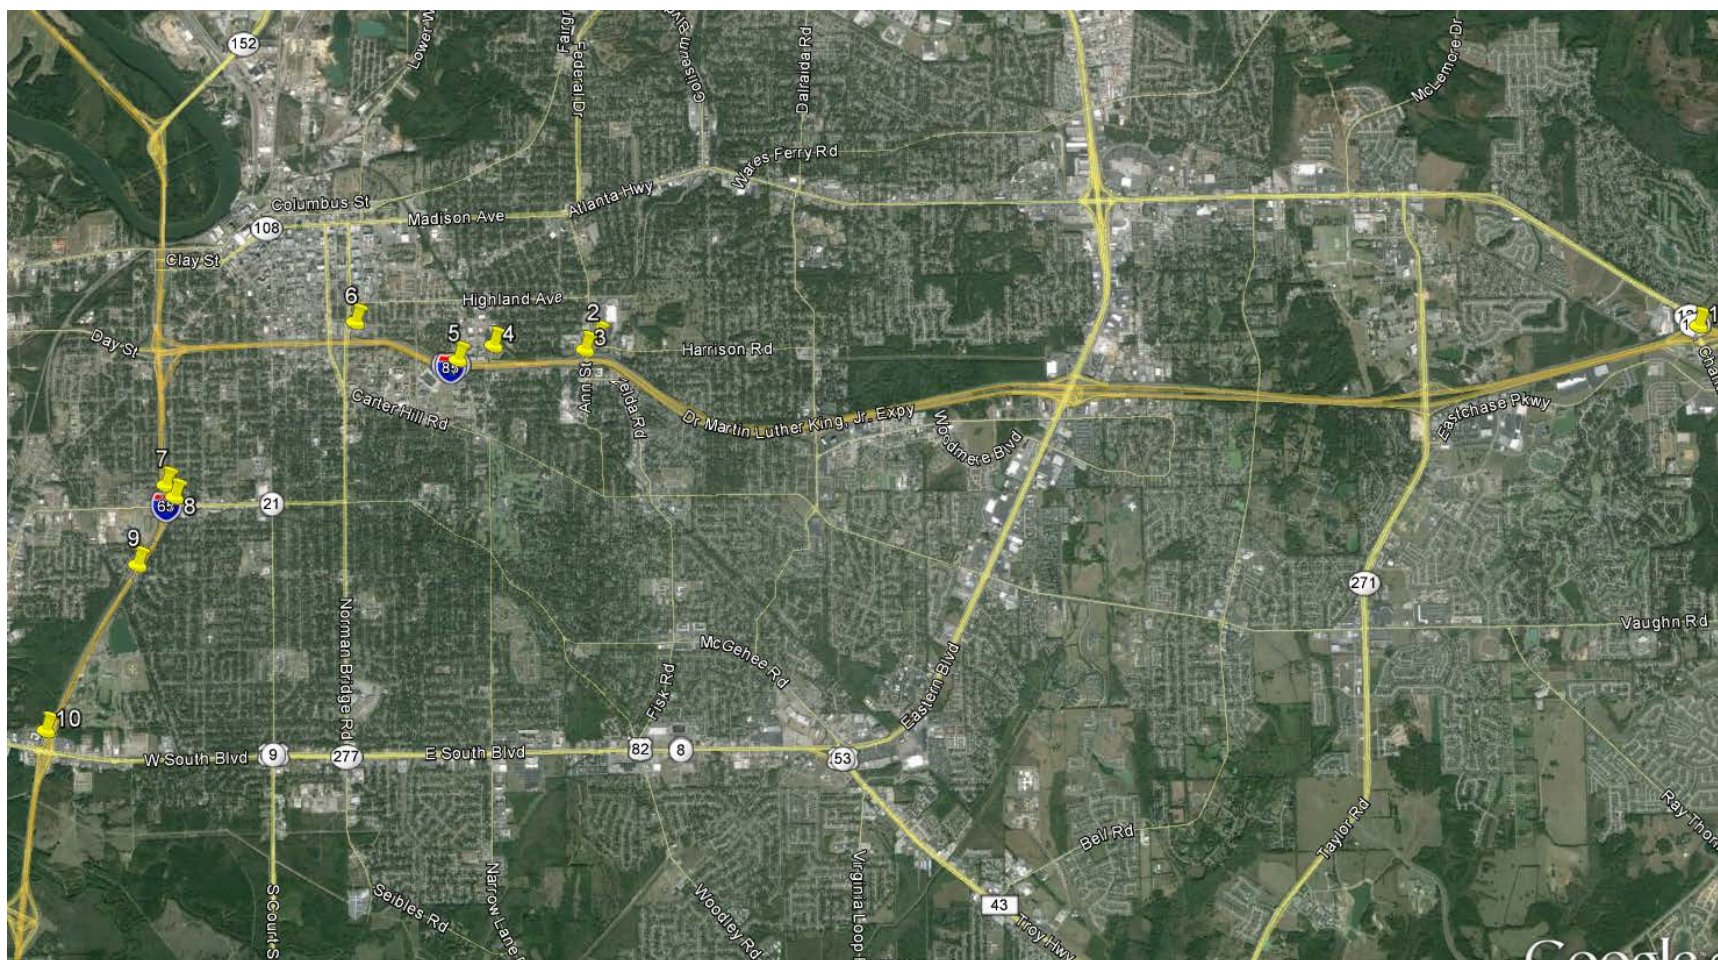 152
Lower W
Fairgr
Federal Dr
Coliseum Blvd
Dalraida Rd
McLemore Dr
Wares Ferry Rd
Columbus St
Madison Ave
Atlanta Hwy
108
Clay St
6
Highland Ave
2
1
Day St
5
4
3
Harrison Rd
85
Ann St
Zelda Rd
Carter Hill Rd
Dr Martin Luther King, Jr. Expy
Woodmere Blvd
Eastchase Pkwy
7
65
8
21
9
271
Norman Bridge Rd
Vaughn Rd
McGehee Rd
Fisk Rd
Eastern Blvd
10
W South Blvd
9
277
E South Blvd
82
8
53
Bell Rd
Taylor Rd
Ray Thor
S Court S
Seibles Rd
Narrow Lane
Woodley Rd
Virginia Loop
43
Troy Hwy
Google